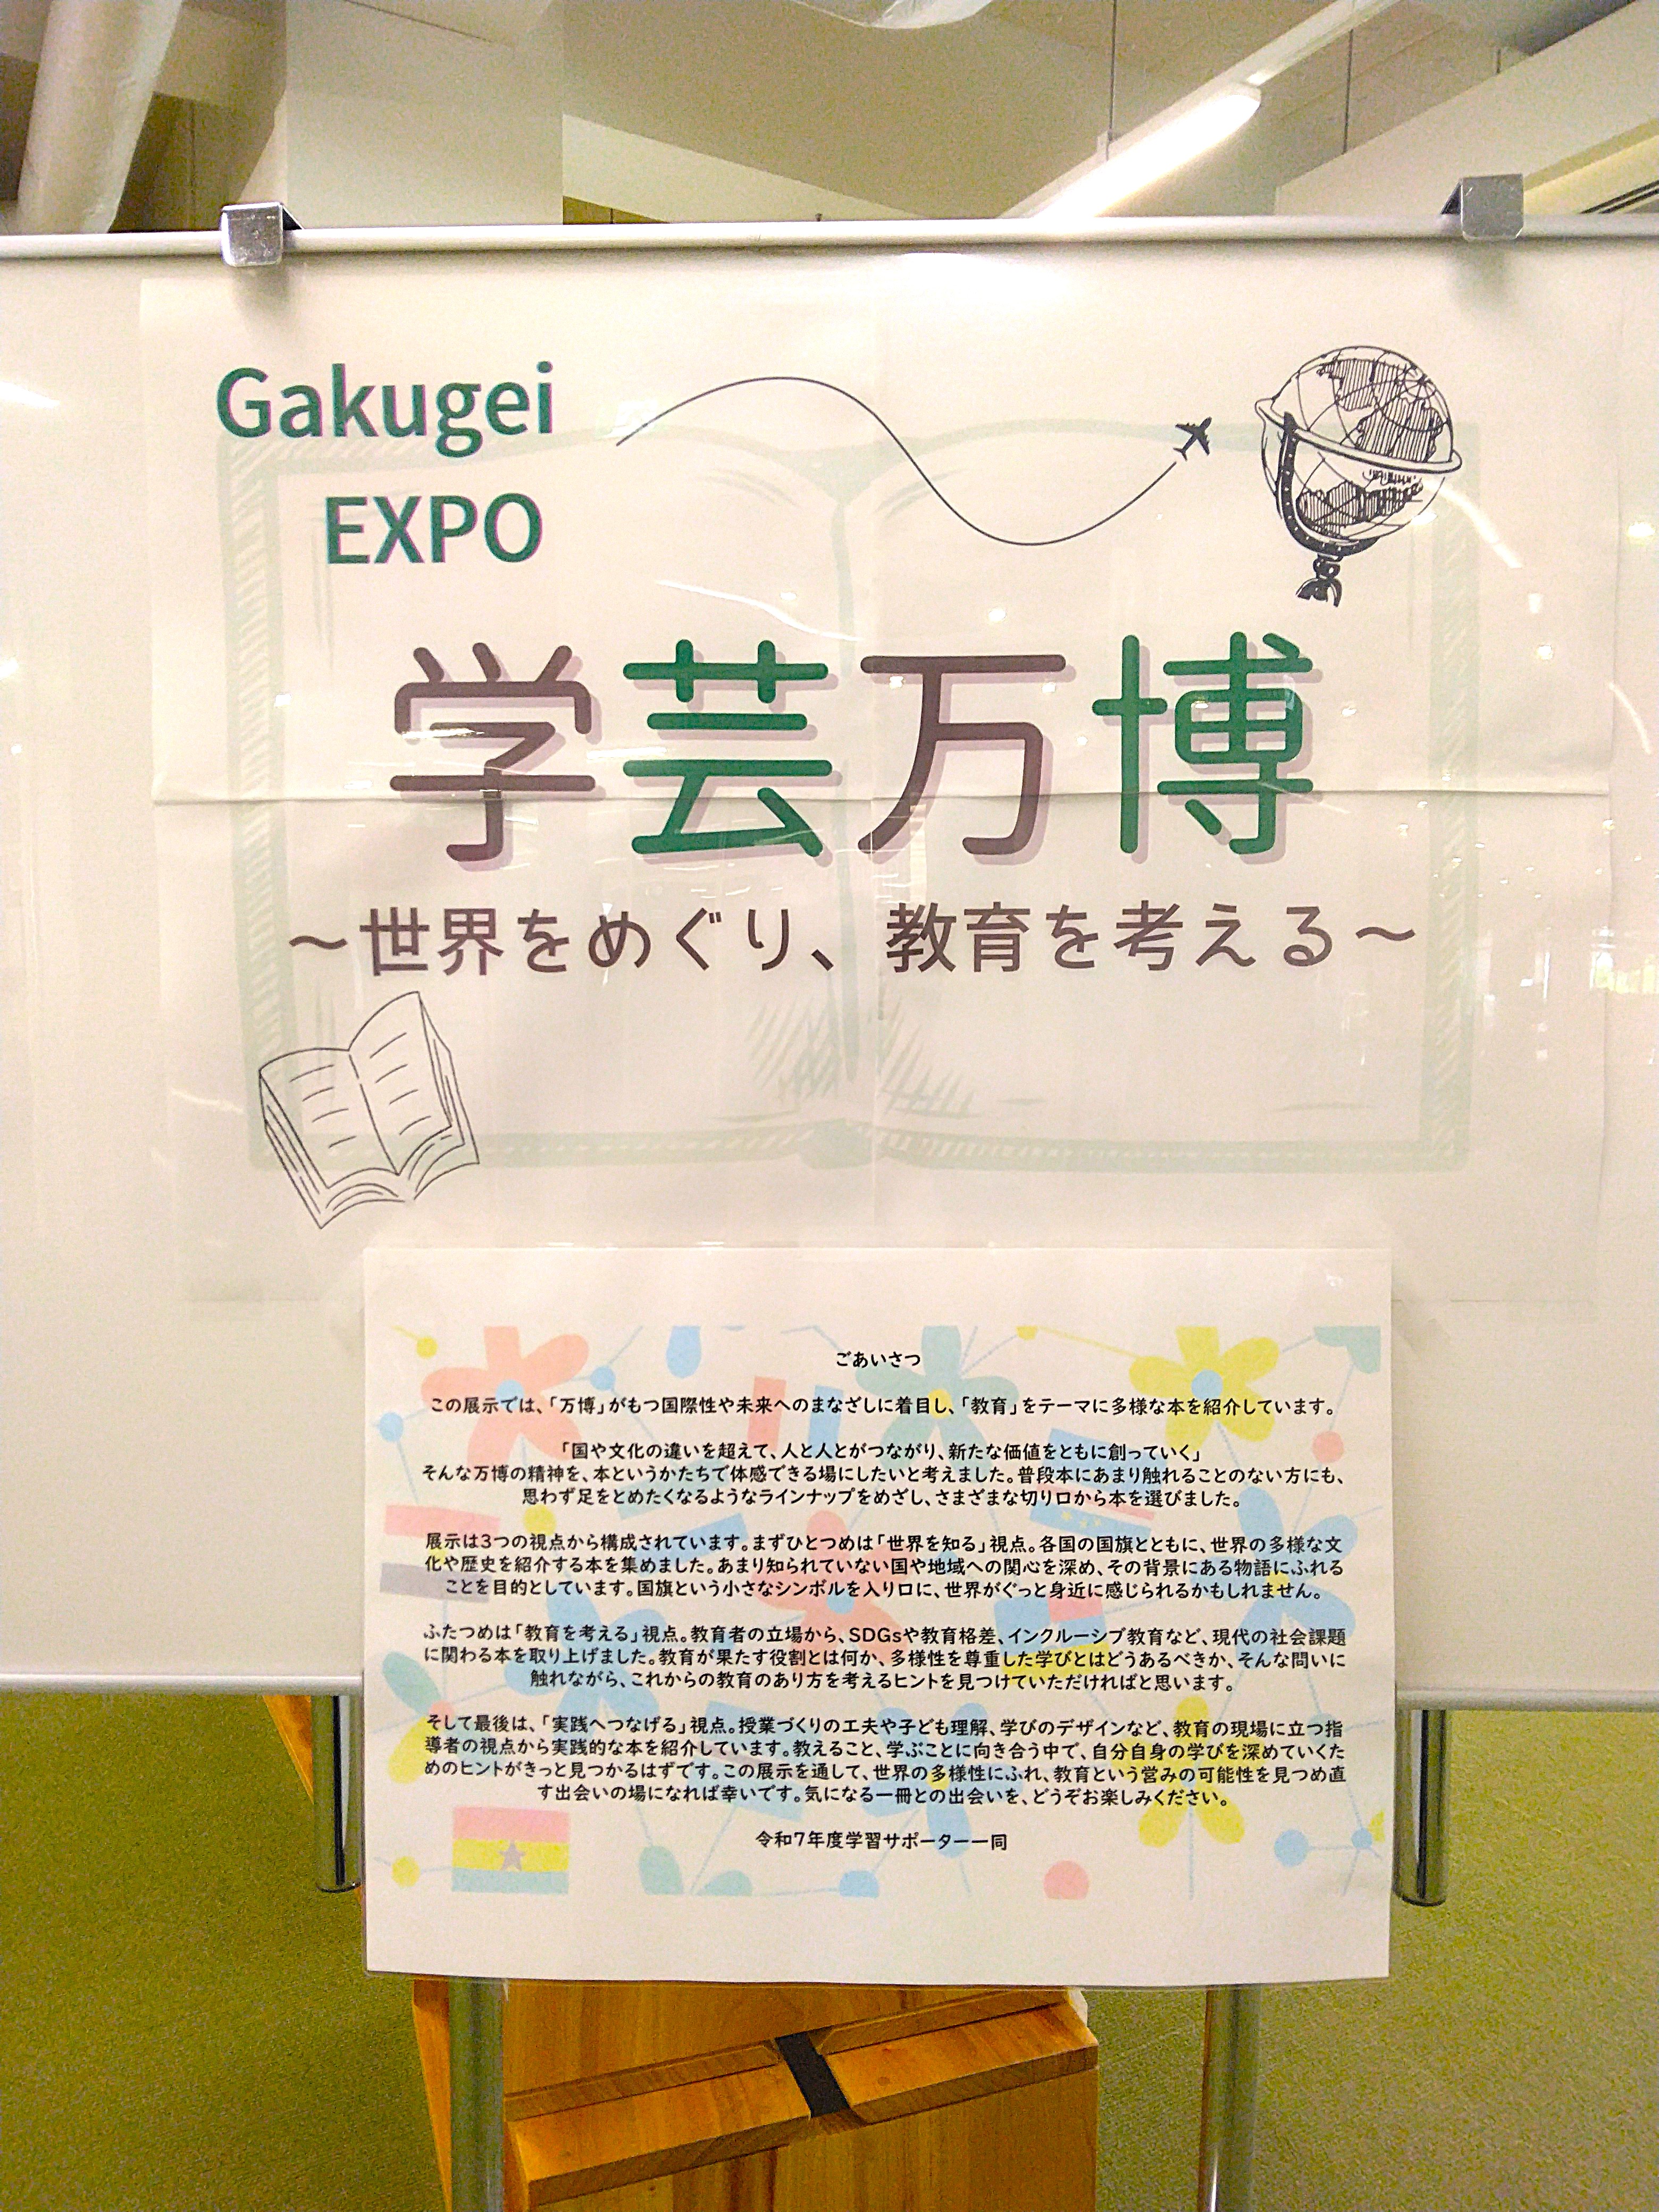 Gakugei
EXPO
学芸万博
～世界をめぐり、教育を考える～
ごあいさつ
この展示では、「万博」がもつ国際性や未来へのまなざしに着目し、「教育」をテーマに多様な本を紹介しています。
「国や文化の違いを超えて、人と人とがつながり、新たな価値をともに創っていく」
そんな万博の精神を、本というかたちで体感できる場にしたいと考えました。普段本にあまり触れることのない方にも、
思わず足をとめたくなるようなラインナップをめざし、さまざまな切り口から本を選びました。
展示は3つの視点から構成されています。まずひとつめは「世界を知る」視点。各国の国旗とともに、世界の多様な文
化や歴史を紹介する本を集めました。あまり知られていない国や地域への関心を深め、その背景にある物語にふれる
ことを目的としています。国旗という小さなシンボルを入り口に、世界がぐっと身近に感じられるかもしれません。
ふたつめは「教育を考える」視点。教育者の立場から、SDGsや教育格差、インクルーシブ教育など、現代の社会課題
に関わる本を取り上げました。教育が果たす役割とは何か、多様性を尊重した学びとはどうあるべきか、そんな問いに
触れながら、これからの教育のあり方を考えるヒントを見つけていただければと思います。
そして最後は、「実践へつなげる」視点。授業づくりの工夫や子ども理解、学びのデザインなど、教育の現場に立つ指
導者の視点から実践的な本を紹介しています。教えること、学ぶことに向き合う中で、自分自身の学びを深めていくた
めのヒントがきっと見つかるはずです。この展示を通して、世界の多様性にふれ、教育という営みの可能性を見つめ直
す出会いの場になれば幸いです。気になる一冊との出会いを、どうぞお楽しみください。
令和7年度学習サポーター一同